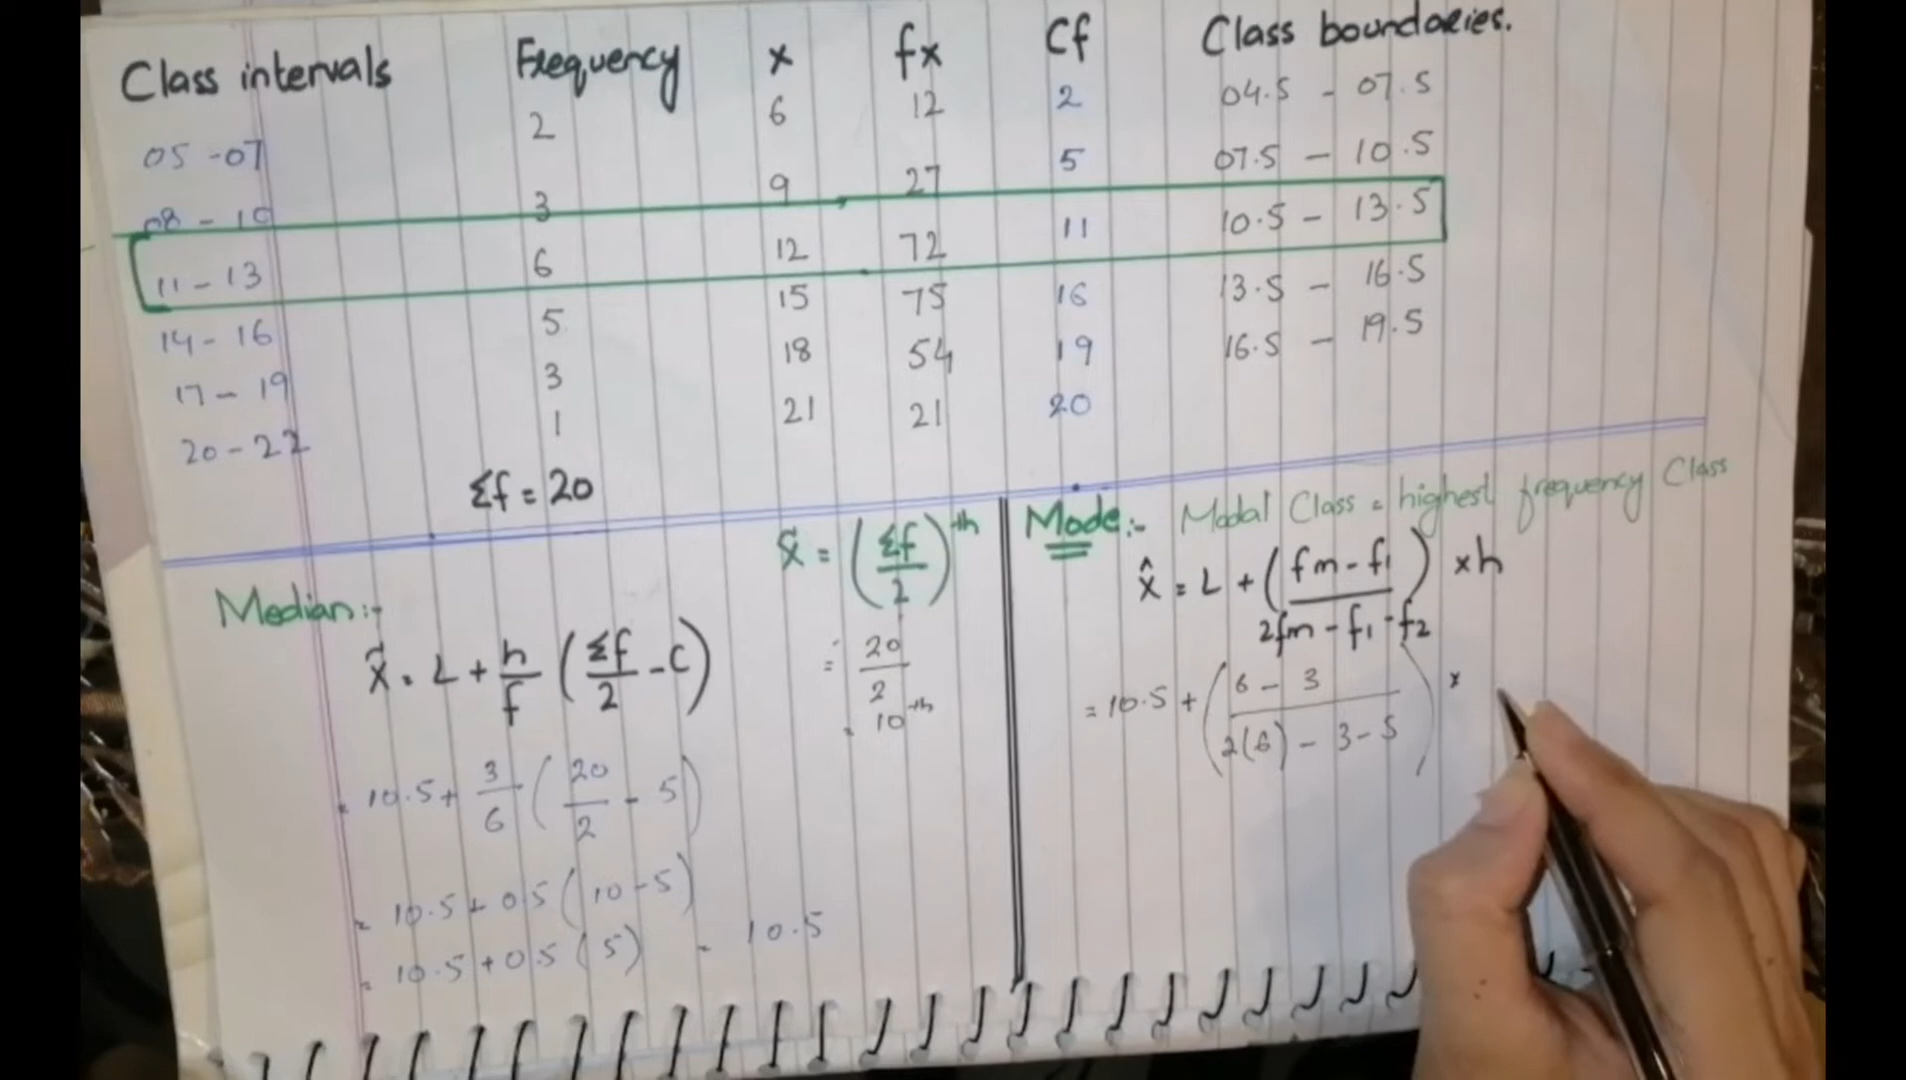 Class intervals Frequency x fx Cf Class boundaries.
05 - 07 2 6 12 2 04.5 - 07.5
08 - 10 3 9 27 5 07.5 - 10.5
11 - 13 6 12 72 11 10.5 - 13.5
14 - 16 5 15 75 16 13.5 - 16.5
17 - 19 3 18 54 19 16.5 - 19.5
20 - 22 1 21 21 20
Σf = 20
Median:-
x̃ = (Σf/2)th
= 20/2
= 10th
x̃ = L + h/f (Σf/2 - C)
= 10.5 + 3/6 (20/2 - 5)
= 10.5 + 0.5 (10 - 5)
= 10.5 + 0.5 (5) = 10.5
Mode:- Modal Class = highest frequency Class
x̂ = L + (fm - f1 / 2fm - f1 - f2) × h
= 10.5 + (6 - 3 / 2(6) - 3 - 5) ×